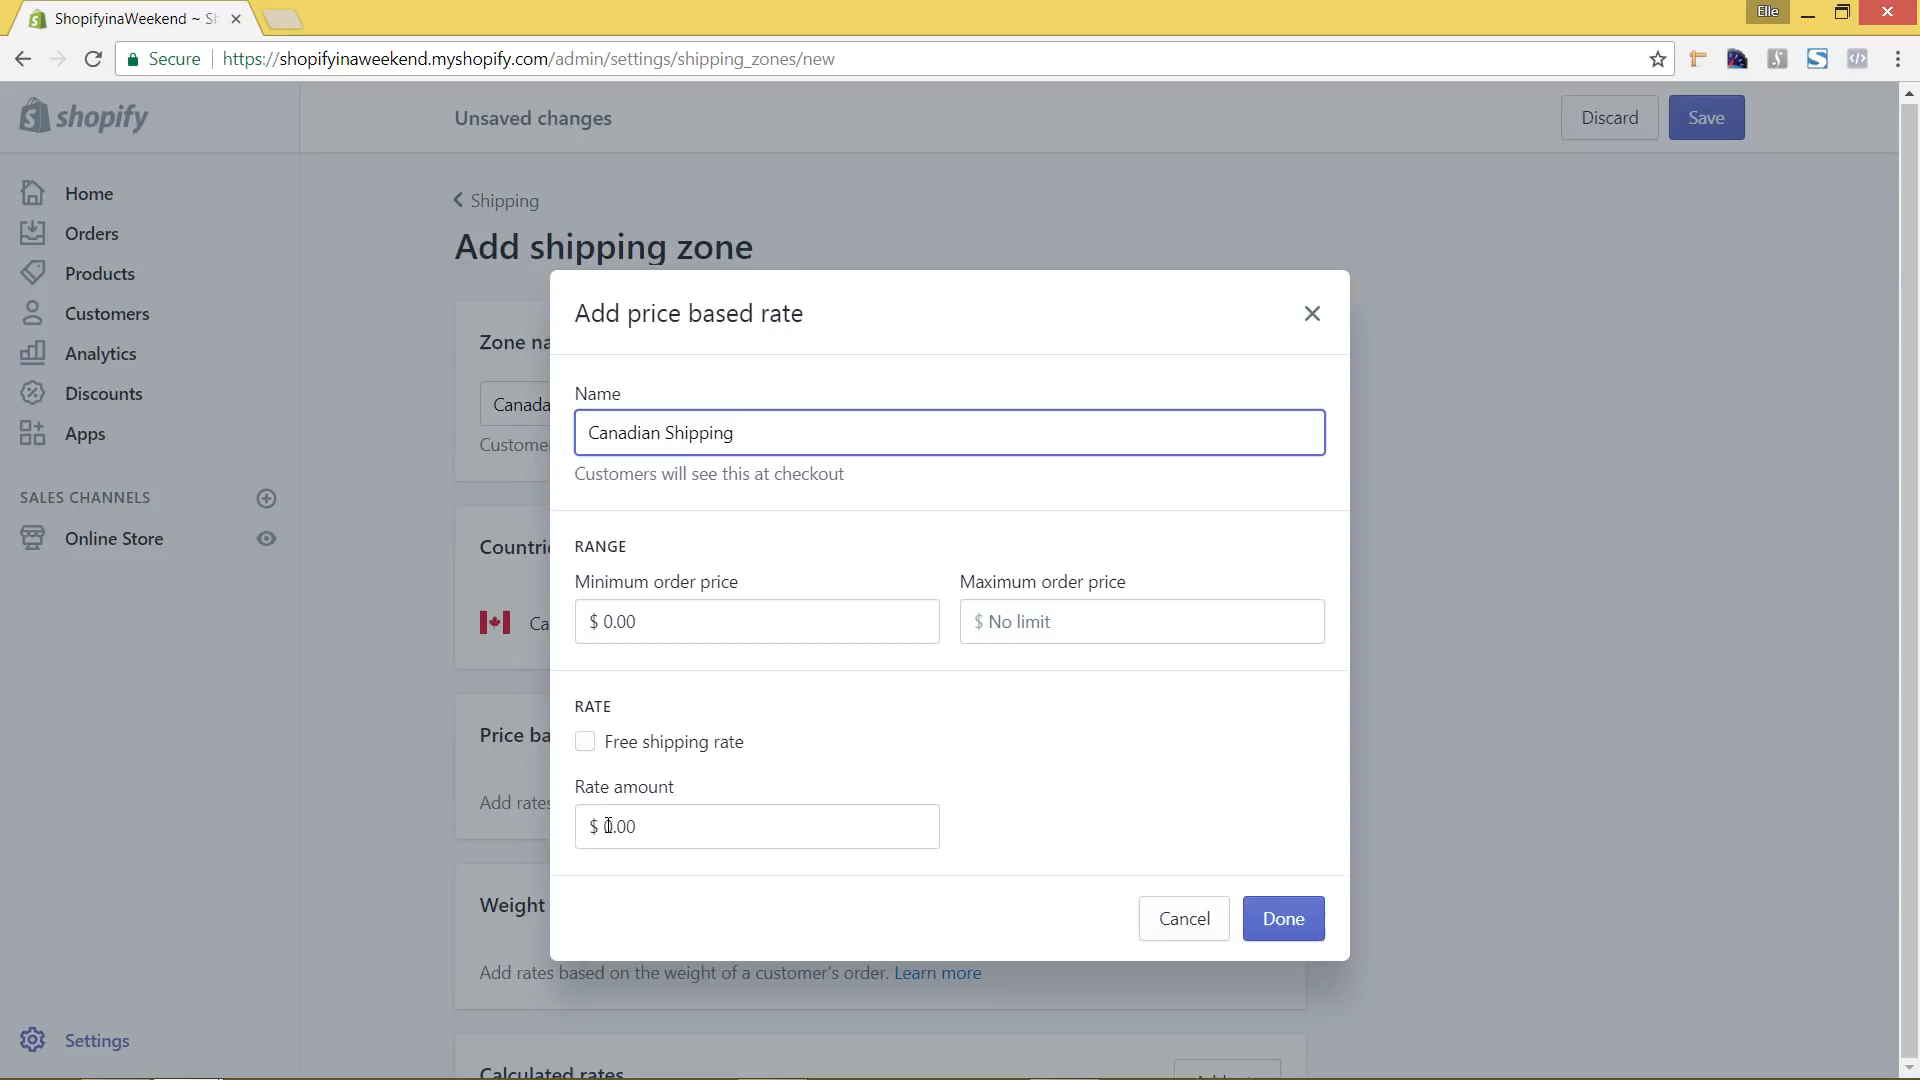 ShopifyinaWeekend ~ Sh
Elle
Secure
https://shopifyinaweekend.myshopify.com/admin/settings/shipping_zones/new
shopify
Unsaved changes
Discard
Save
Home
Orders
Products
Customers
Analytics
Discounts
Apps
SALES CHANNELS
Online Store
Settings
Shipping
Add shipping zone
Zone na
Canada
Custome
Countri
Ca
Price ba
Add rates
Weight
Add rates based on the weight of a customer's order. Learn more
Calculated rates
Add price based rate
Name
Canadian Shipping
Customers will see this at checkout
RANGE
Minimum order price
Maximum order price
$ 0.00
$ No limit
RATE
Free shipping rate
Rate amount
$ 0.00
Cancel
Done